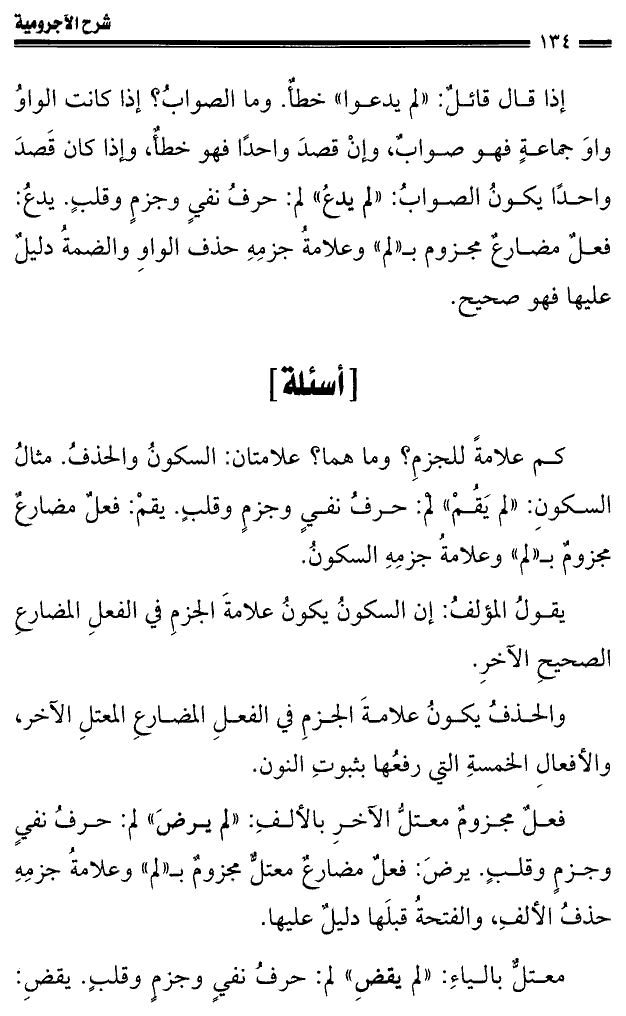 شرح الآجرومية
١٣٤
إذا قال قائلٌ: «لم يدعوا» خطأٌ. وما الصوابُ؟ إذا كانت الواوُ
واوَ جماعةٍ فهو صوابٌ، وإنْ قصدَ واحدًا فهو خطأٌ، وإذا كان قَصدَ
واحدًا يكونُ الصوابُ: «لم يدعُ» لم: حرفُ نفيٍ وجزمٍ وقلبٍ. يدعُ:
فعلٌ مضارعٌ مجزوم بـ«لم» وعلامةُ جزمِهِ حذف الواوِ والضمةُ دليلٌ
عليها فهو صحيح.
[أسئلة]
كم علامةً للجزمِ؟ وما هما؟ علامتان: السكونُ والحذفُ. مثالُ
السكونِ: «لم يَقُمْ» لمْ: حرفُ نفيٍ وجزمٍ وقلبٍ. يقمْ: فعلٌ مضارعٌ
مجزومٌ بـ«لم» وعلامةُ جزمِهِ السكونُ.
يقولُ المؤلفُ: إن السكونُ يكونُ علامةَ الجزمِ في الفعلِ المضارعِ
الصحيحِ الآخرِ.
والحذفُ يكونُ علامةَ الجزمِ في الفعلِ المضارعِ المعتلِ الآخر،
والأفعالِ الخمسةِ التي رفعُها بثبوتِ النون.
فعلٌ مجزومٌ معتلُّ الآخرِ بالألفِ: «لم يرضَ» لم: حرفُ نفيٍ
وجزمٍ وقلبٍ. يرضَ: فعلٌ مضارعٌ معتلٌّ مجزومٌ بـ«لم» وعلامةُ جزمِهِ
حذفُ الألفِ، والفتحةُ قبلَها دليلٌ عليها.
معتلٌّ بالياءِ: «لم يقضِ» لم: حرفُ نفيٍ وجزمٍ وقلبٍ. يقضِ: